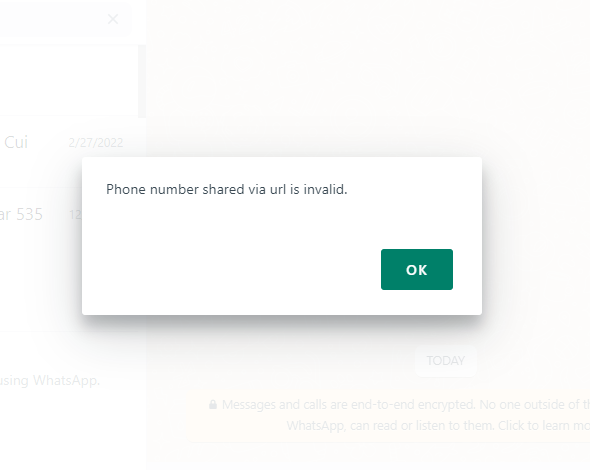 Cui
2/27/2022
Phone number shared via url is invalid.
ar 535
12
OK
TODAY
using WhatsApp.
Messages and calls are end-to-end encrypted. No one outside of th
WhatsApp, can read or listen to them. Click to learn mo